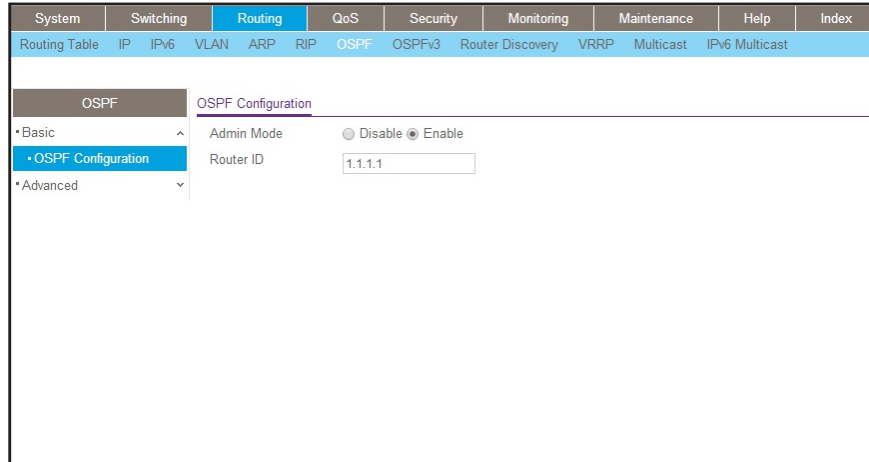 System Switching Routing QoS Security Monitoring Maintenance Help Index
Routing Table IP IPv6 VLAN ARP RIP OSPF OSPFv3 Router Discovery VRRP Multicast IPv6 Multicast
OSPF
Basic
OSPF Configuration
Advanced
OSPF Configuration
Admin Mode Disable Enable
Router ID 1.1.1.1